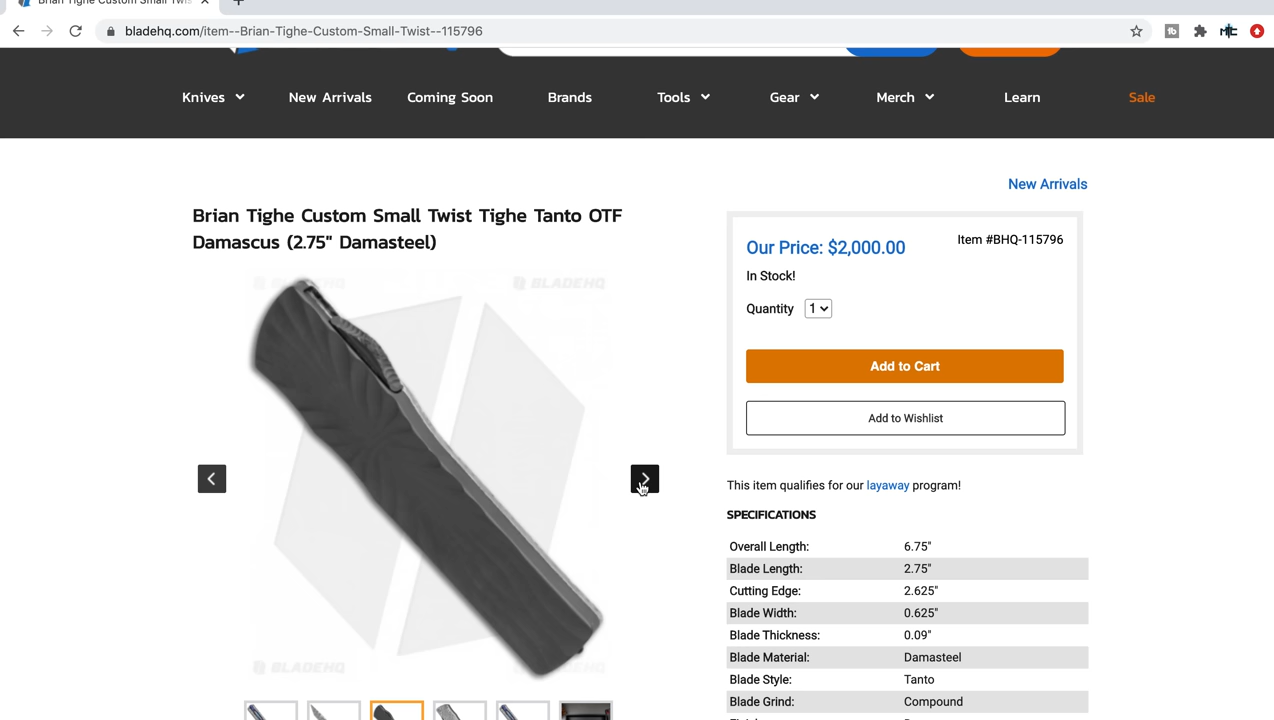 Brian Tighe Custom Small Twis
bladehq.com/item--Brian-Tighe-Custom-Small-Twist--115796
Knives
New Arrivals
Coming Soon
Brands
Tools
Gear
Merch
Learn
Sale
New Arrivals
Brian Tighe Custom Small Twist Tighe Tanto OTF
Damascus (2.75" Damasteel)
BLADEHQ
BLADEHQ
BLADEHQ
BLADEHQ
Our Price: $2,000.00
Item #BHQ-115796
In Stock!
Quantity 1
Add to Cart
Add to Wishlist
This item qualifies for our layaway program!
SPECIFICATIONS
Overall Length: 6.75"
Blade Length: 2.75"
Cutting Edge: 2.625"
Blade Width: 0.625"
Blade Thickness: 0.09"
Blade Material: Damasteel
Blade Style: Tanto
Blade Grind: Compound